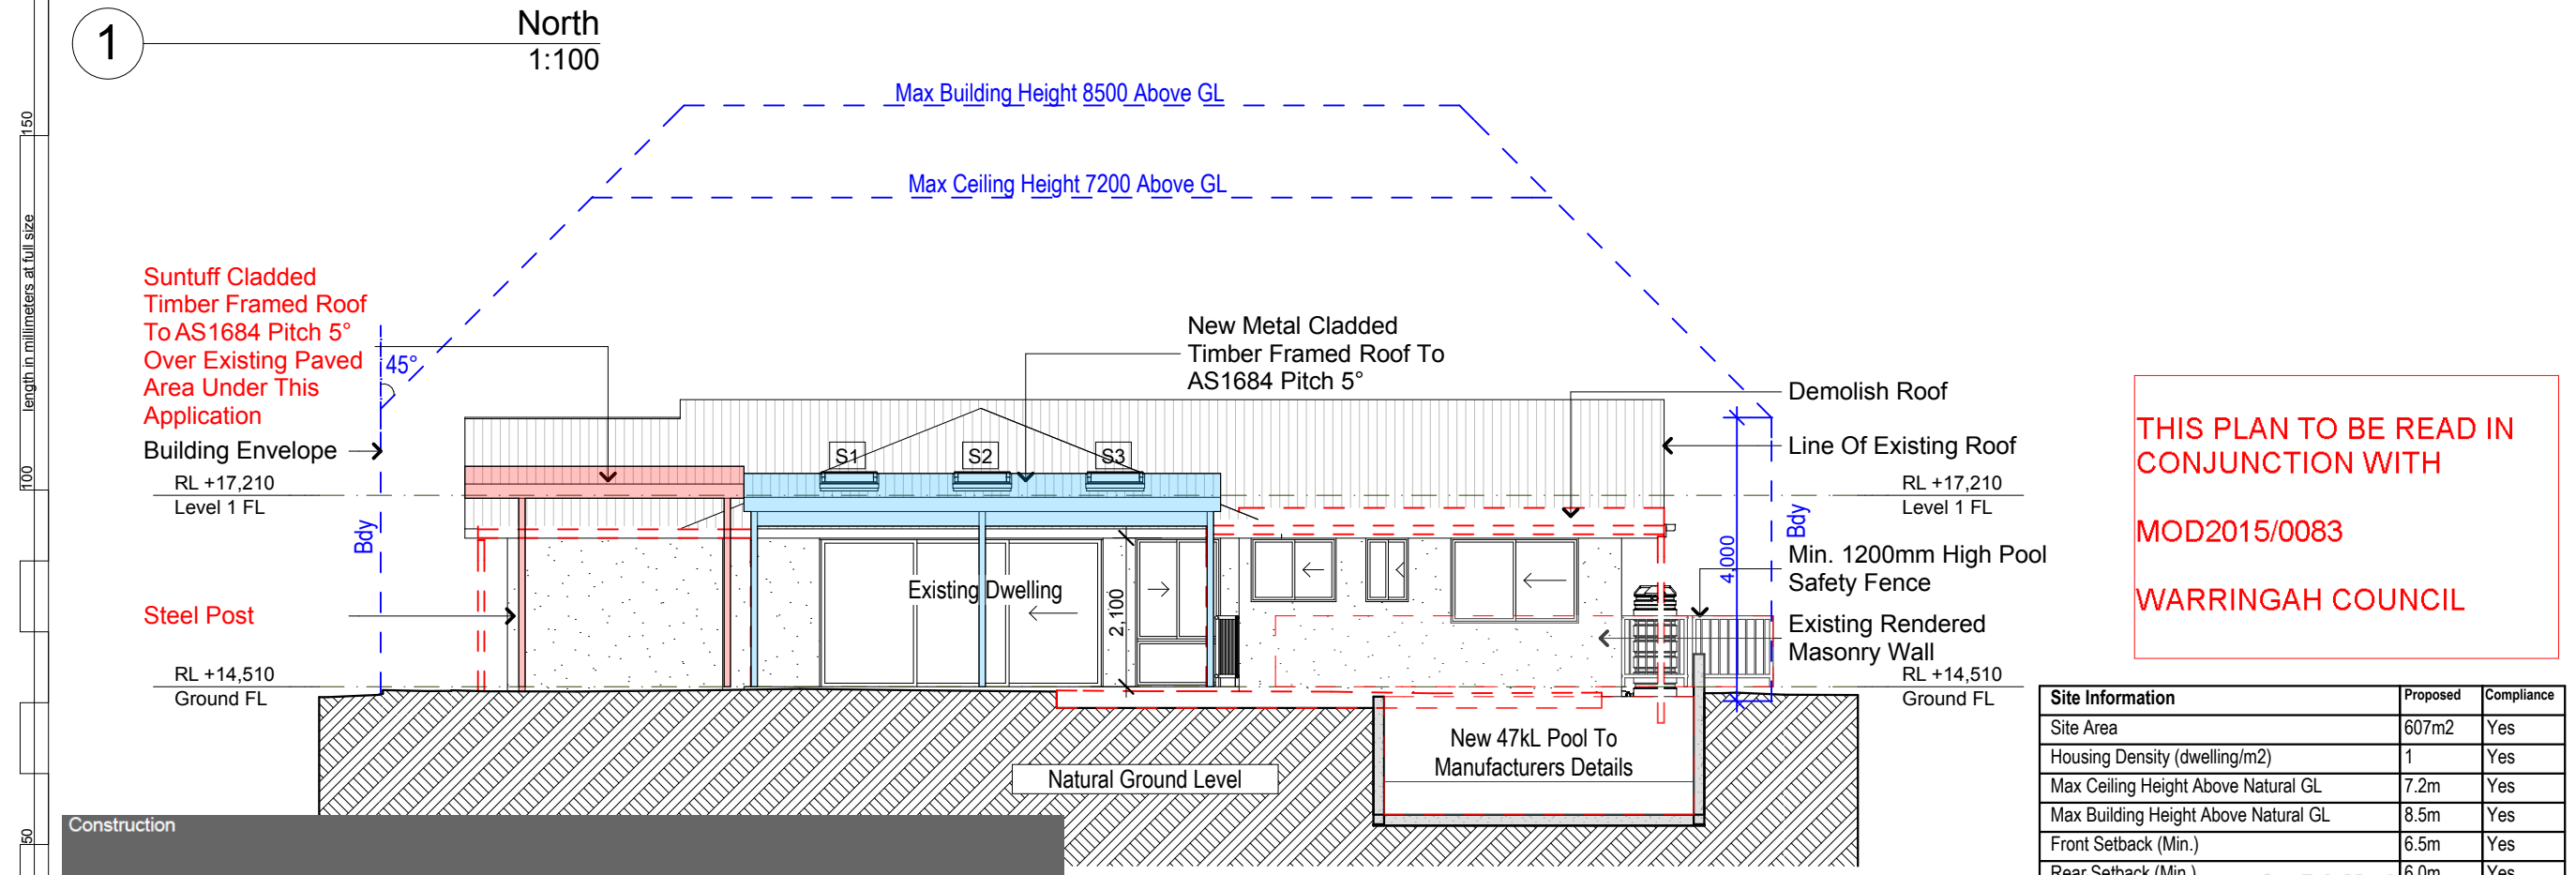 1
North
1:100
150
length in millimeters at full size
100
50
Max Building Height 8500 Above GL
Max Ceiling Height 7200 Above GL
Suntuff Cladded
Timber Framed Roof
To AS1684 Pitch 5°
Over Existing Paved
Area Under This
Application
45°
Building Envelope
RL +17,210
Level 1 FL
Bdy
Steel Post
RL +14,510
Ground FL
New Metal Cladded
Timber Framed Roof To
AS1684 Pitch 5°
S1
S2
S3
Existing Dwelling
2,100
Demolish Roof
Line Of Existing Roof
RL +17,210
Level 1 FL
Bdy
4,000
Min. 1200mm High Pool
Safety Fence
Existing Rendered
Masonry Wall
RL +14,510
Ground FL
New 47kL Pool To
Manufacturers Details
Natural Ground Level
Construction
THIS PLAN TO BE READ IN
CONJUNCTION WITH
MOD2015/0083
WARRINGAH COUNCIL
Site Information Proposed Compliance
Site Area 607m2 Yes
Housing Density (dwelling/m2) 1 Yes
Max Ceiling Height Above Natural GL 7.2m Yes
Max Building Height Above Natural GL 8.5m Yes
Front Setback (Min.) 6.5m Yes
Rear Setback (Min.) 6.0m Yes